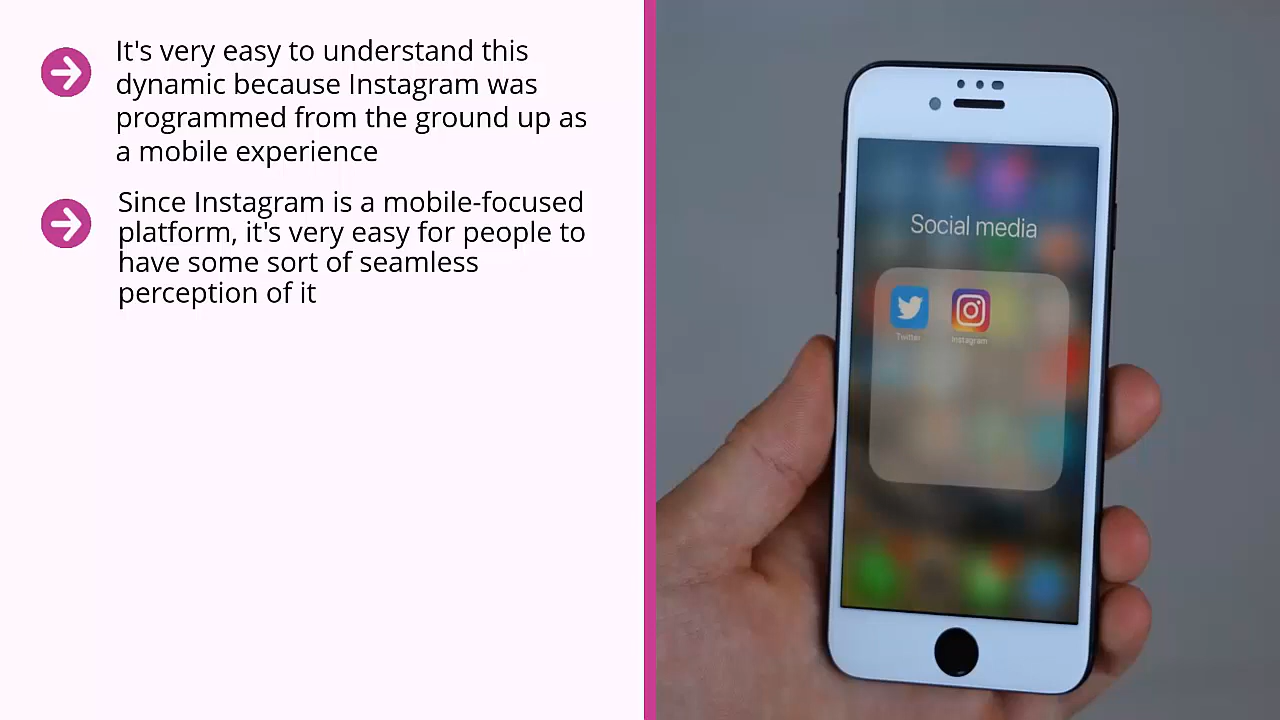 It's very easy to understand this
dynamic because Instagram was
programmed from the ground up as
a mobile experience
Since Instagram is a mobile-focused
platform, it's very easy for people to
have some sort of seamless
perception of it
Social media
Twitter
Instagram